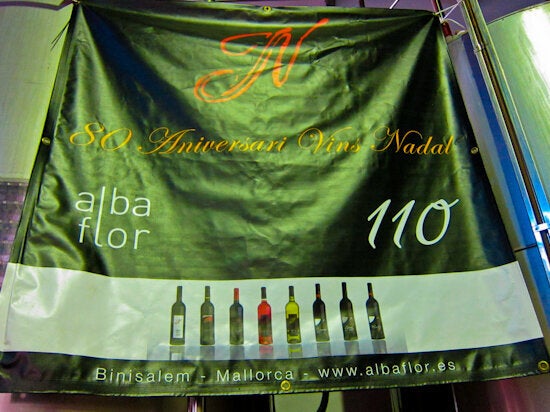 N
80 Aniversari Vins Nadal
alba
flor
110
Binisalem - Mallorca - www.albaflor.es